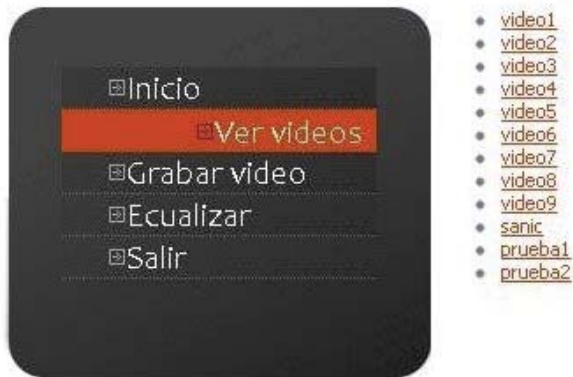 Inicio
Ver videos
Grabar video
Ecualizar
Salir
video1
video2
video3
video4
video5
video6
video7
video8
video9
sanic
prueba1
prueba2